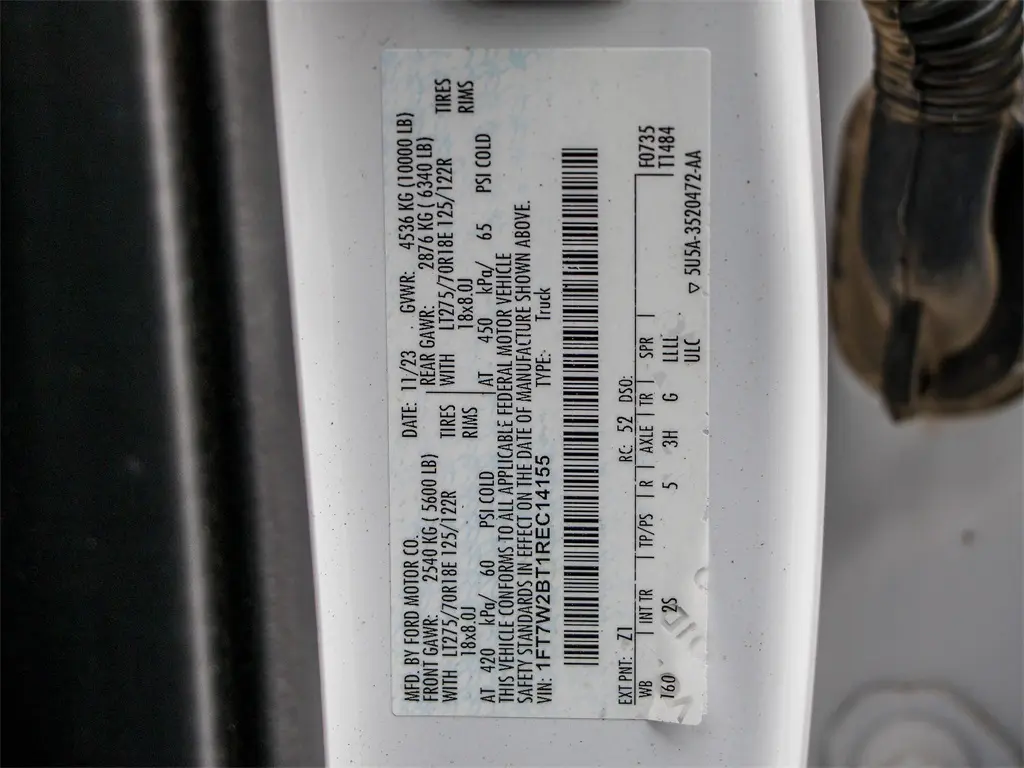 MFD. BY FORD MOTOR CO. DATE: 11/23 GVWR: 4536 KG (10000 LB)
FRONT GAWR: 2540 KG ( 5600 LB) REAR GAWR: 2876 KG ( 6340 LB)
WITH LT275/70R18E 125/122R TIRES WITH LT275/70R18E 125/122R TIRES
18x8.0J RIMS 18x8.0J RIMS
AT 420 kPa/ 60 PSI COLD AT 450 kPa/ 65 PSI COLD
THIS VEHICLE CONFORMS TO ALL APPLICABLE FEDERAL MOTOR VEHICLE
SAFETY STANDARDS IN EFFECT ON THE DATE OF MANUFACTURE SHOWN ABOVE.
VIN: 1FT7W2BT1REC14155 TYPE: Truck
EXT PNT: Z1 RC: 52 DSO:
WB INT TR TP/PS R AXLE TR SPR F0735
160 2S 5 3H G LLLL T1484
ULC
▽ 5U5A-3520472-AA